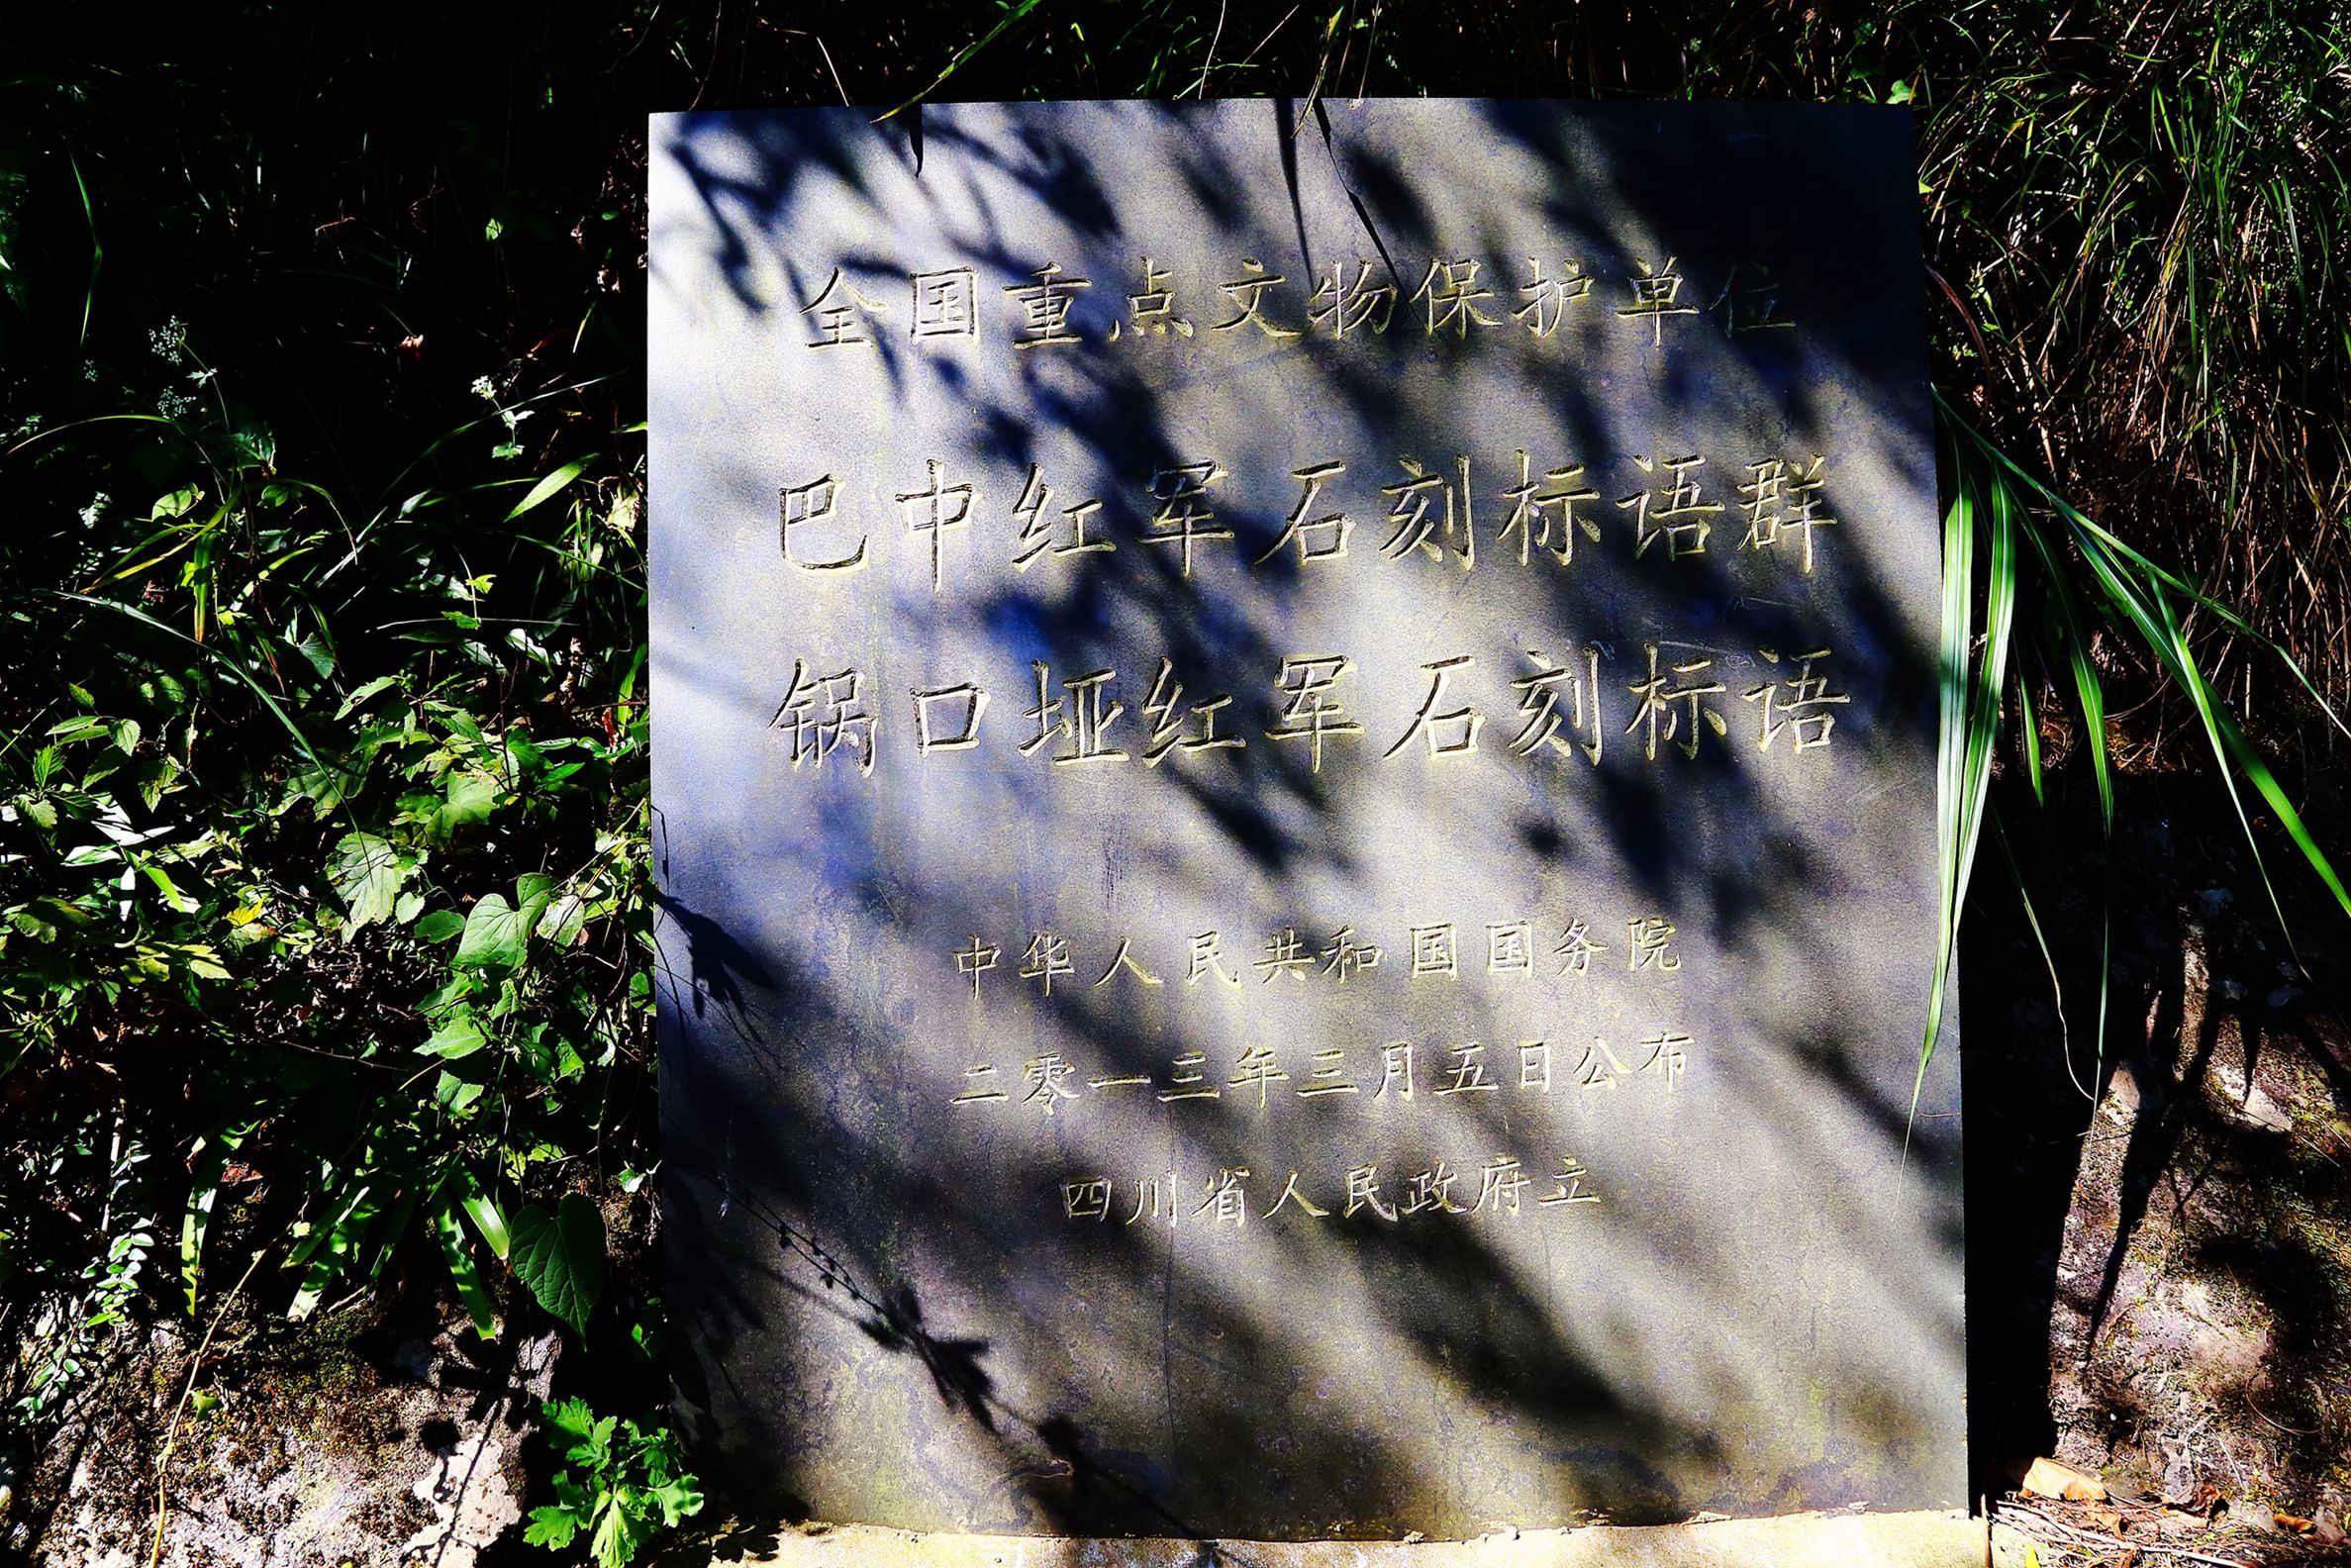 全国重点文物保护单位
巴中红军石刻标语群
锅口垭红军石刻标语
中华人民共和国国务院
二零一三年三月五日公布
四川省人民政府立